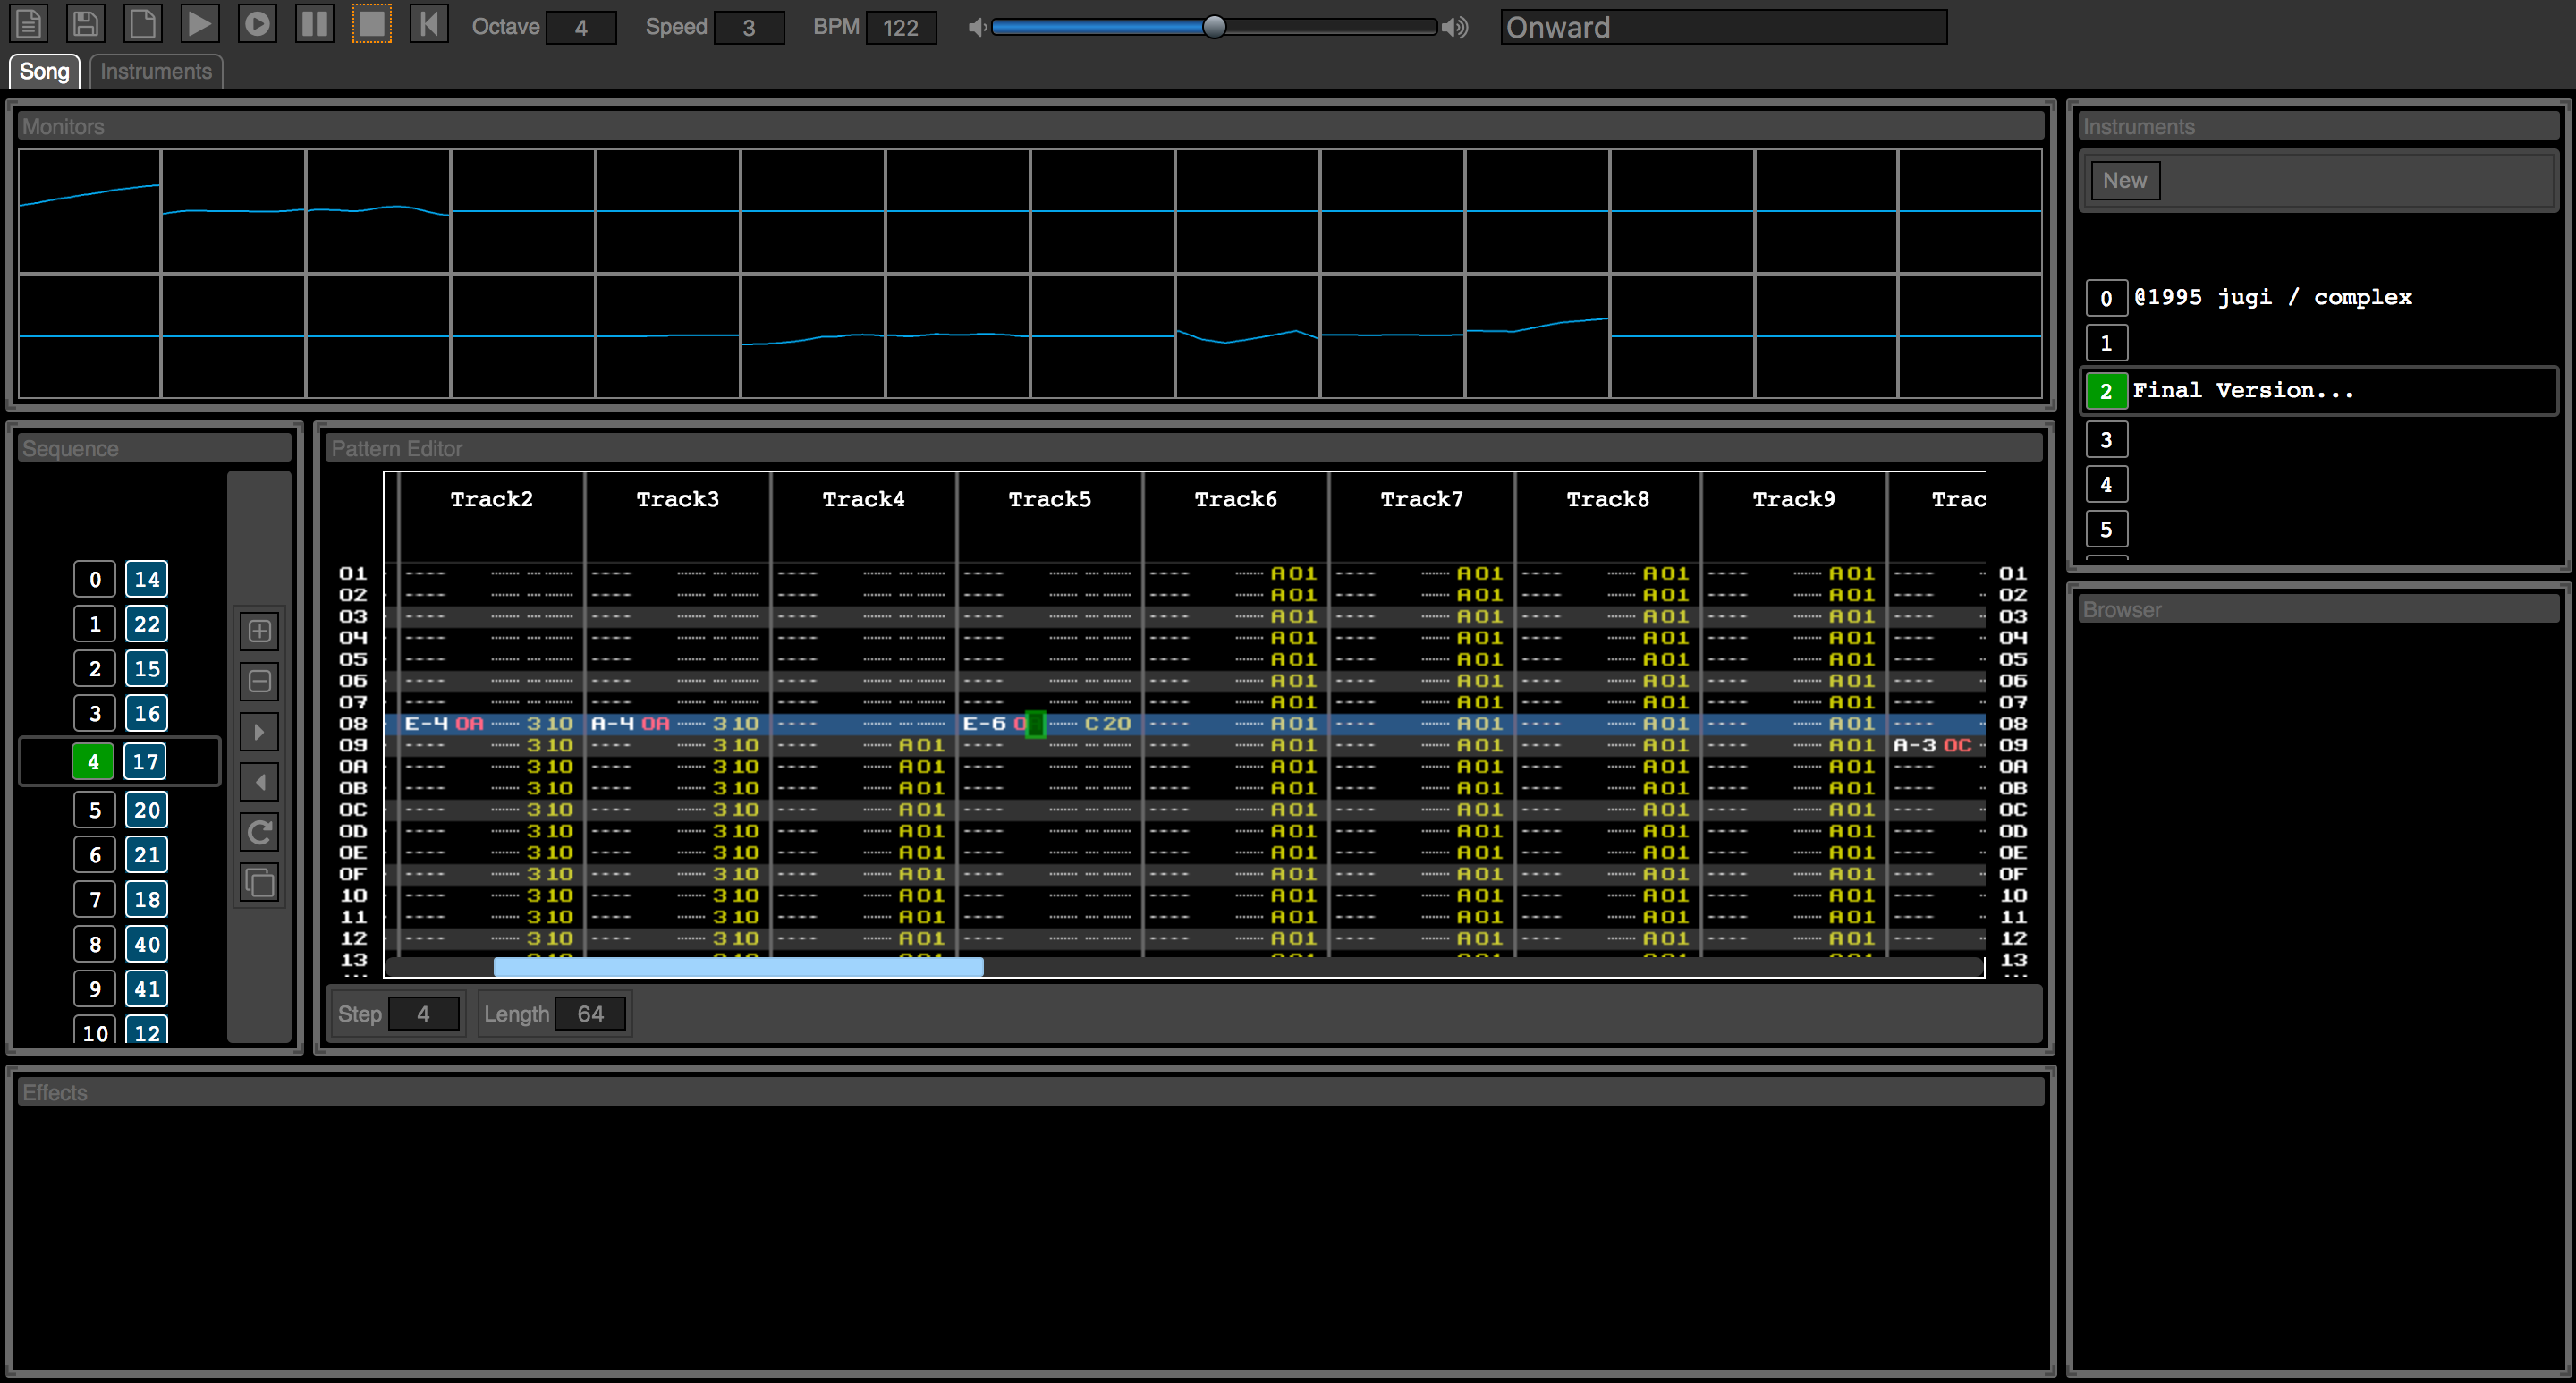 Octave 4 Speed 3 BPM 122 Onward
Song Instruments
Monitors
Instruments
New
0 @1995 jugi / complex
1
2 Final Version...
3
4
5
Sequence
0 14
1 22
2 15
3 16
4 17
5 20
6 21
7 18
8 40
9 41
10 12
Pattern Editor
Track2 Track3 Track4 Track5 Track6 Track7 Track8 Track9 Trac
01 ---- ---- ---- ---- ---- A01 ---- A01 ---- A01 ---- A01 ---- 01
02 ---- ---- ---- ---- ---- A01 ---- A01 ---- A01 ---- A01 ---- 02
03 ---- ---- ---- ---- ---- A01 ---- A01 ---- A01 ---- A01 ---- 03
04 ---- ---- ---- ---- ---- A01 ---- A01 ---- A01 ---- A01 ---- 04
05 ---- ---- ---- ---- ---- A01 ---- A01 ---- A01 ---- A01 ---- 05
06 ---- ---- ---- ---- ---- A01 ---- A01 ---- A01 ---- A01 ---- 06
07 ---- ---- ---- ---- ---- A01 ---- A01 ---- A01 ---- A01 ---- 07
08 E-4 0A 310 A-4 0A 310 ---- E-6 0 C20 ---- A01 ---- A01 ---- A01 ---- A01 ---- 08
09 ---- 310 ---- 310 ---- A01 ---- ---- A01 ---- A01 ---- A01 ---- A01 A-3 0C 09
0A ---- 310 ---- 310 ---- A01 ---- ---- A01 ---- A01 ---- A01 ---- A01 ---- 0A
0B ---- 310 ---- 310 ---- A01 ---- ---- A01 ---- A01 ---- A01 ---- A01 ---- 0B
0C ---- 310 ---- 310 ---- A01 ---- ---- A01 ---- A01 ---- A01 ---- A01 ---- 0C
0D ---- 310 ---- 310 ---- A01 ---- ---- A01 ---- A01 ---- A01 ---- A01 ---- 0D
0E ---- 310 ---- 310 ---- A01 ---- ---- A01 ---- A01 ---- A01 ---- A01 ---- 0E
0F ---- 310 ---- 310 ---- A01 ---- ---- A01 ---- A01 ---- A01 ---- A01 ---- 0F
10 ---- 310 ---- 310 ---- A01 ---- ---- A01 ---- A01 ---- A01 ---- A01 ---- 10
11 ---- 310 ---- 310 ---- A01 ---- ---- A01 ---- A01 ---- A01 ---- A01 ---- 11
12 ---- 310 ---- 310 ---- A01 ---- ---- A01 ---- A01 ---- A01 ---- A01 ---- 12
13 13
Step 4 Length 64
Browser
Effects